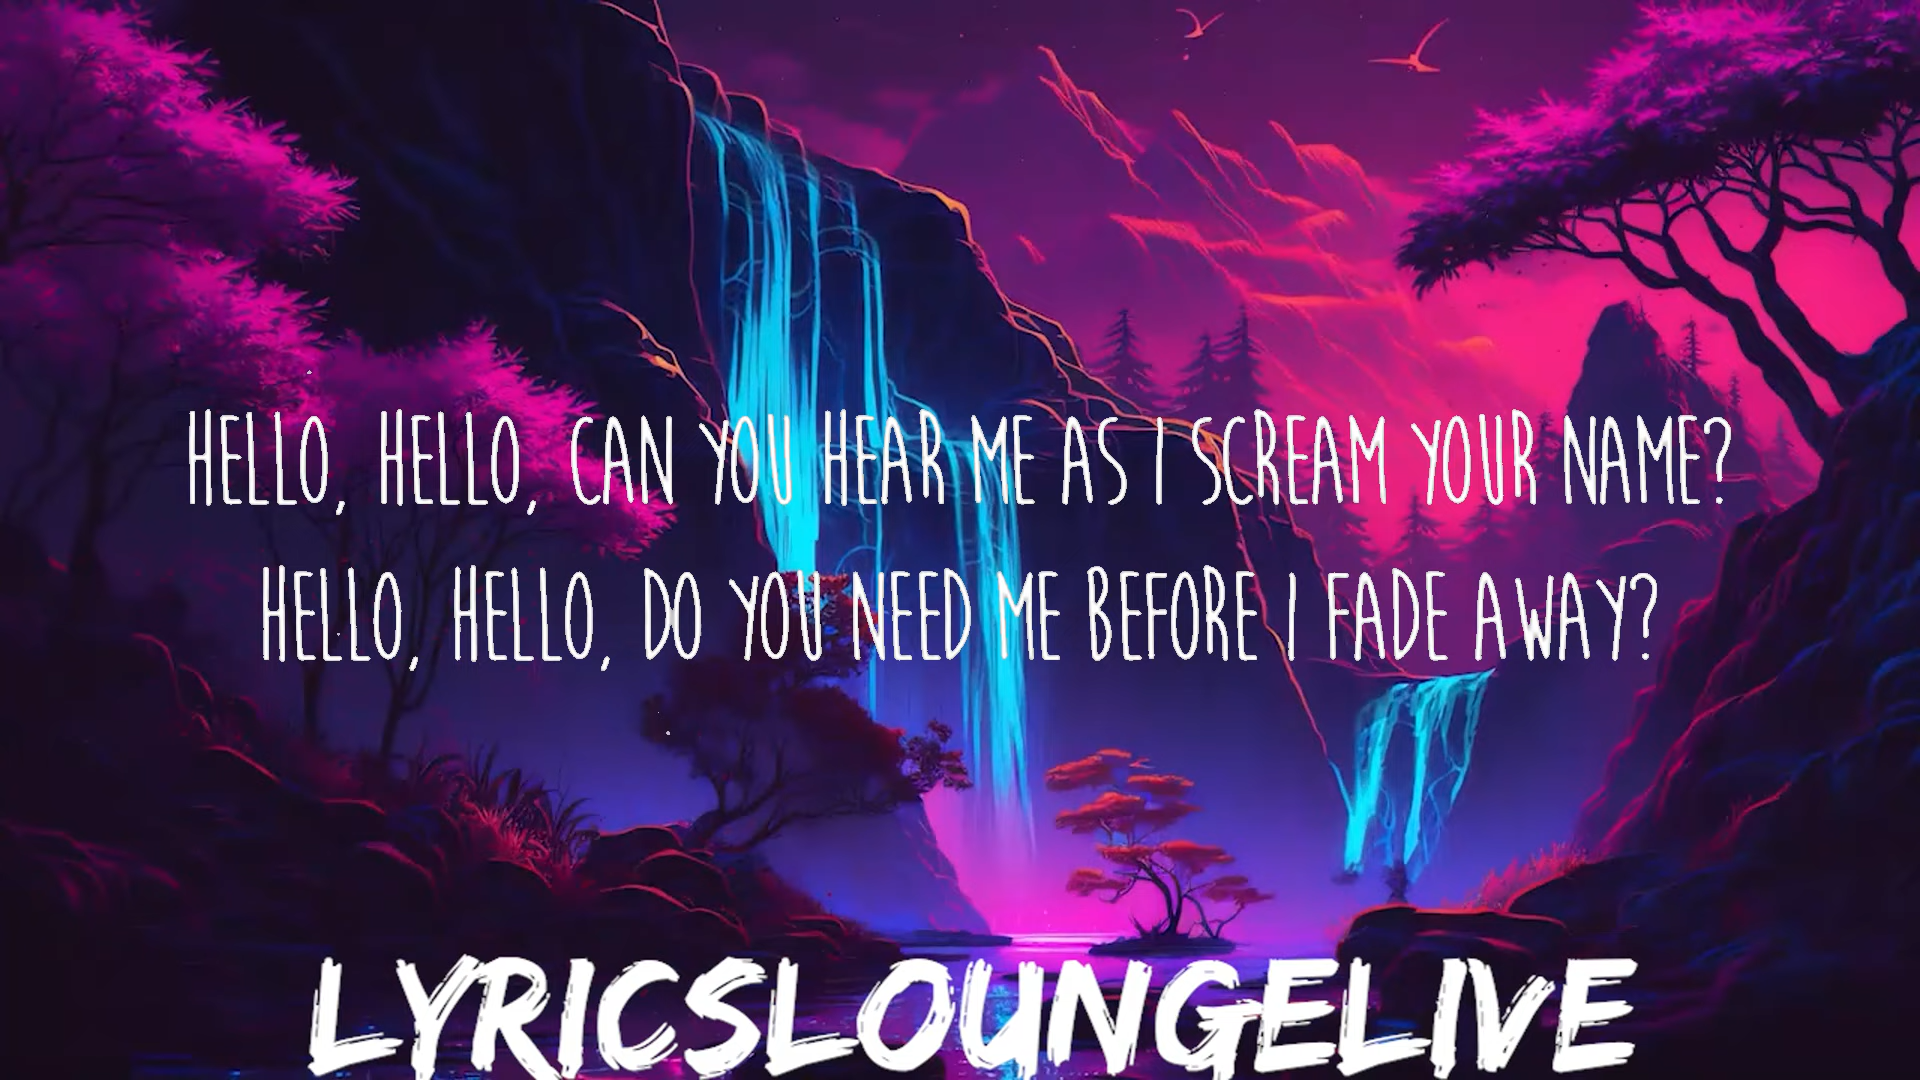 HELLO, HELLO, CAN YOU HEAR ME AS I SCREAM YOUR NAME?
HELLO, HELLO, DO YOU NEED ME BEFORE I FADE AWAY?
LYRICSLOUNGELIVE